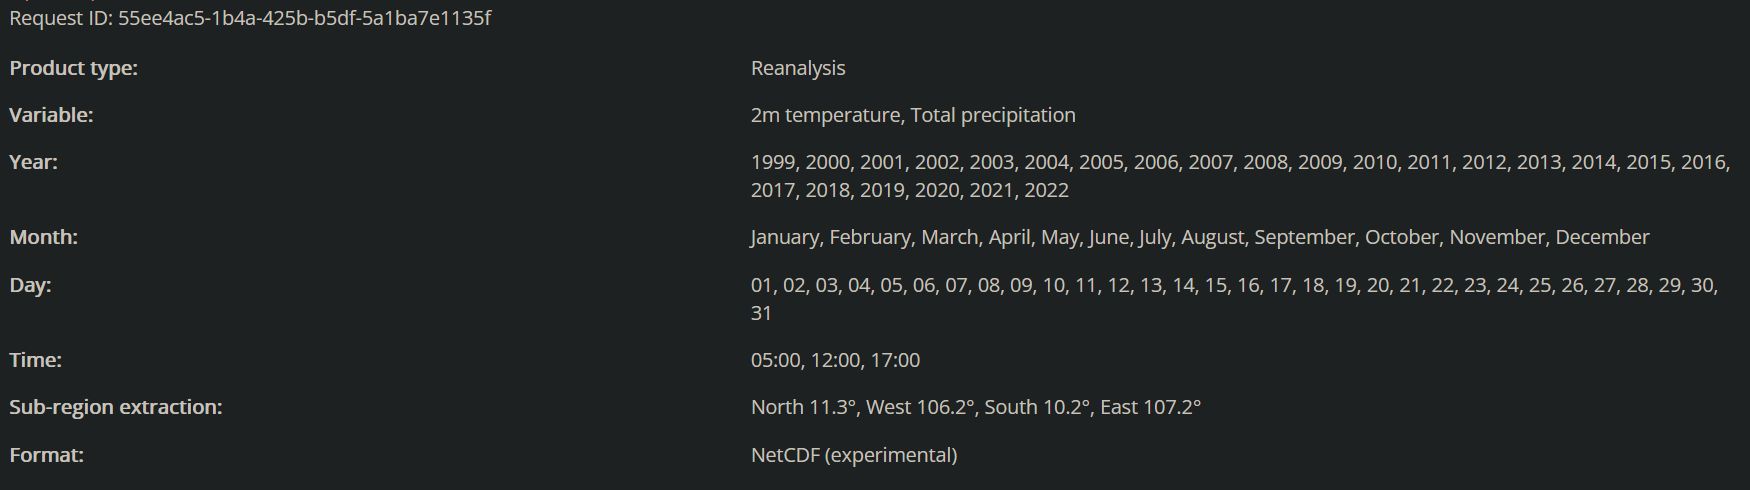 Request ID: 55ee4ac5-1b4a-425b-b5df-5a1ba7e1135f
Product type: Reanalysis
Variable: 2m temperature, Total precipitation
Year: 1999, 2000, 2001, 2002, 2003, 2004, 2005, 2006, 2007, 2008, 2009, 2010, 2011, 2012, 2013, 2014, 2015, 2016,
2017, 2018, 2019, 2020, 2021, 2022
Month: January, February, March, April, May, June, July, August, September, October, November, December
Day: 01, 02, 03, 04, 05, 06, 07, 08, 09, 10, 11, 12, 13, 14, 15, 16, 17, 18, 19, 20, 21, 22, 23, 24, 25, 26, 27, 28, 29, 30,
31
Time: 05:00, 12:00, 17:00
Sub-region extraction: North 11.3°, West 106.2°, South 10.2°, East 107.2°
Format: NetCDF (experimental)